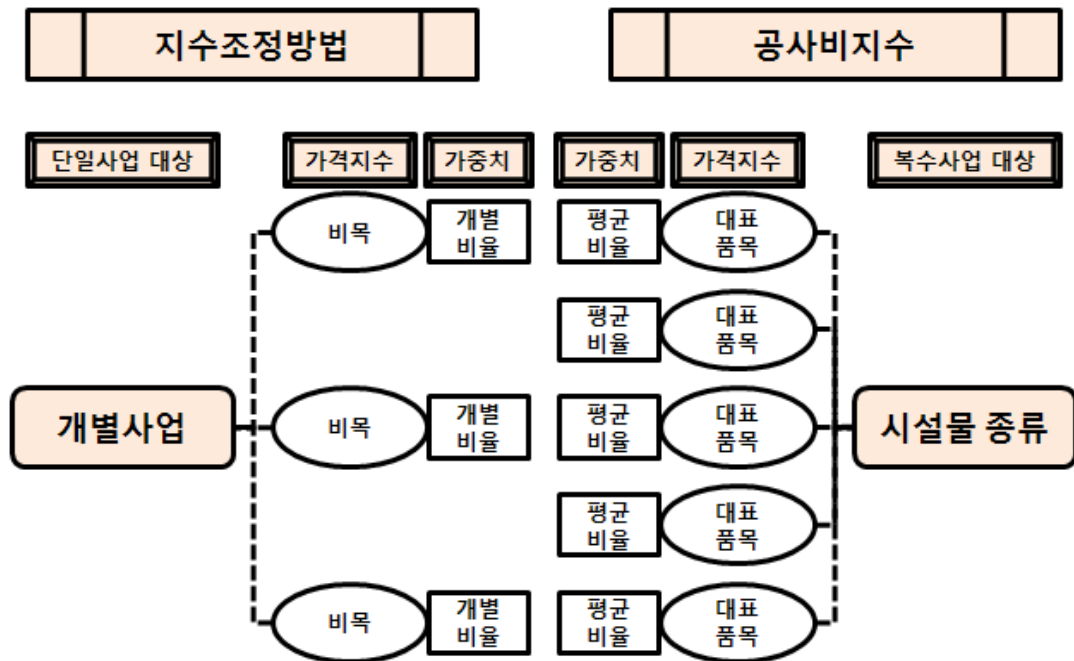 지수조정방법 공사비지수
단일사업 대상 가격지수 가중치 가중치 가격지수 복수사업 대상
비목 개별 평균 대표
비율 비율 품목
평균 대표
비율 품목
개별사업 비목 개별 평균 대표 시설물 종류
비율 비율 품목
평균 대표
비율 품목
비목 개별 평균 대표
비율 비율 품목